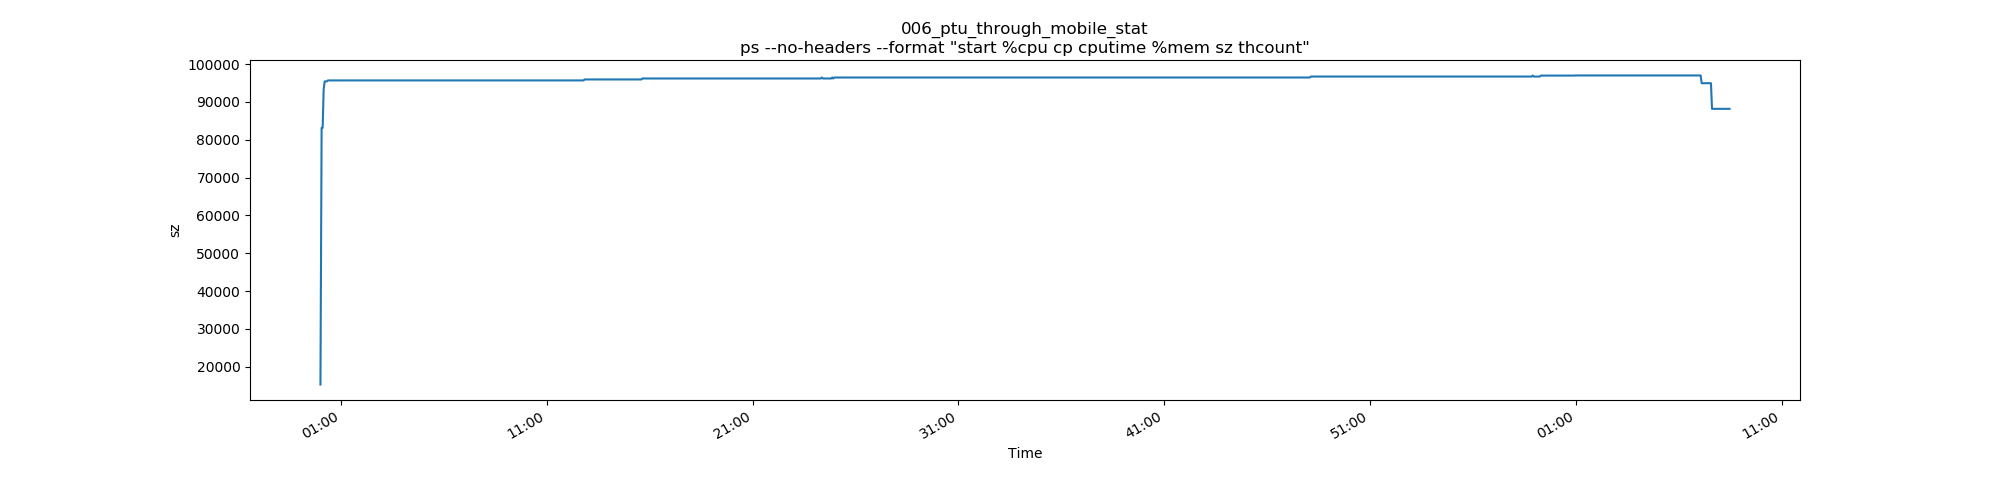 006_ptu_through_mobile_stat
ps --no-headers --format "start %cpu cp cputime %mem sz thcount"
100000
90000
80000
70000
60000
50000
40000
30000
20000
sz
01:00 11:00 21:00 31:00 41:00 51:00 01:00 11:00
Time